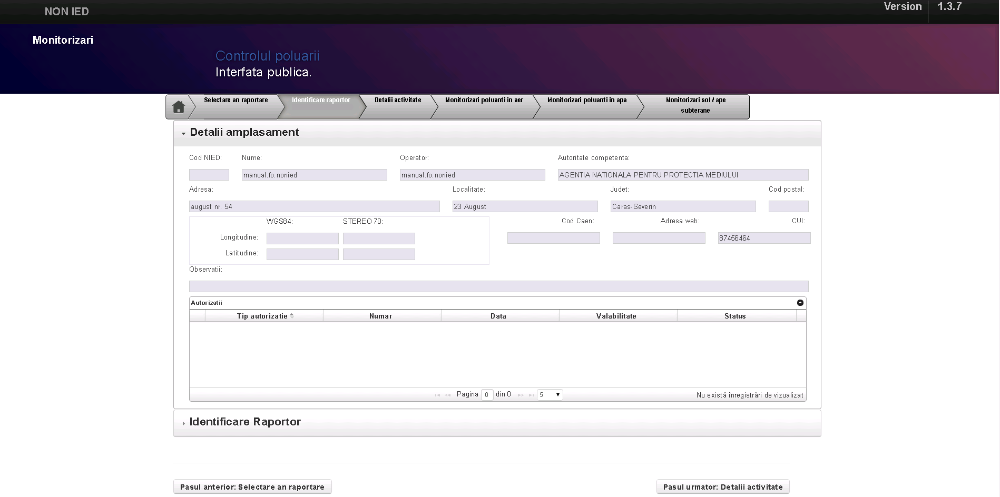 NON IED
Version 1.3.7
Monitorizari
Controlul poluarii
Interfata publica.
Selectare an raportare
Identificare raportor
Detalii activitate
Monitorizari poluanti in aer
Monitorizari poluanti in apa
Monitorizari sol / ape
subterane
Detalii amplasament
Cod NIED: Nume: Operator: Autoritate competenta:
manual.fo.nonied manual.fo.nonied AGENTIA NATIONALA PENTRU PROTECTIA MEDIULUI
Adresa: Localitate: Judet: Cod postal:
august nr. 54 23 August Caras-Severin
WGS84: STEREO 70: Cod Caen: Adresa web: CUI:
Longitudine: 87456464
Latitudine:
Observatii:
Autorizatii
Tip autorizatie Numar Data Valabilitate Status
Pagina 0 din 0 5 Nu există înregistrări de vizualizat
Identificare Raportor
Pasul anterior: Selectare an raportare Pasul urmator: Detalii activitate